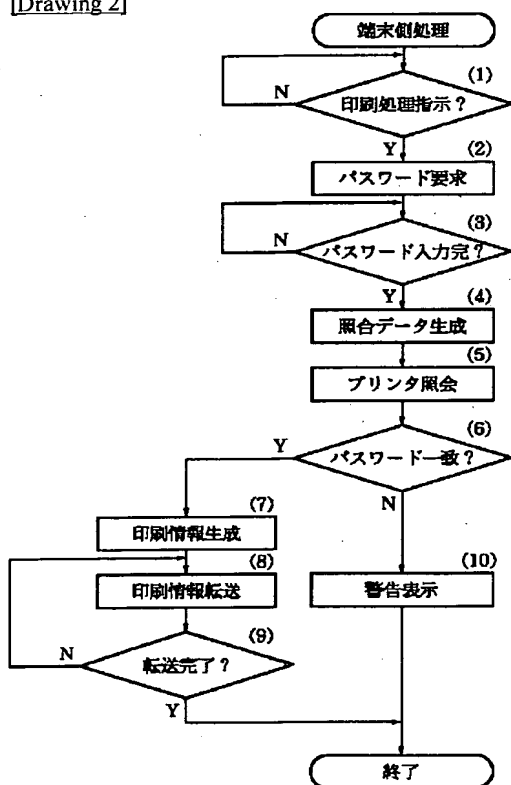 [Drawing 2]
端末側処理
(1)
印刷処理指示？
N
Y
(2)
パスワード要求
(3)
パスワード入力完？
N
Y
(4)
照合データ生成
(5)
プリンタ照会
(6)
パスワード一致？
Y
N
(7)
印刷情報生成
(8)
印刷情報転送
(9)
転送完了？
N
Y
(10)
警告表示
終了